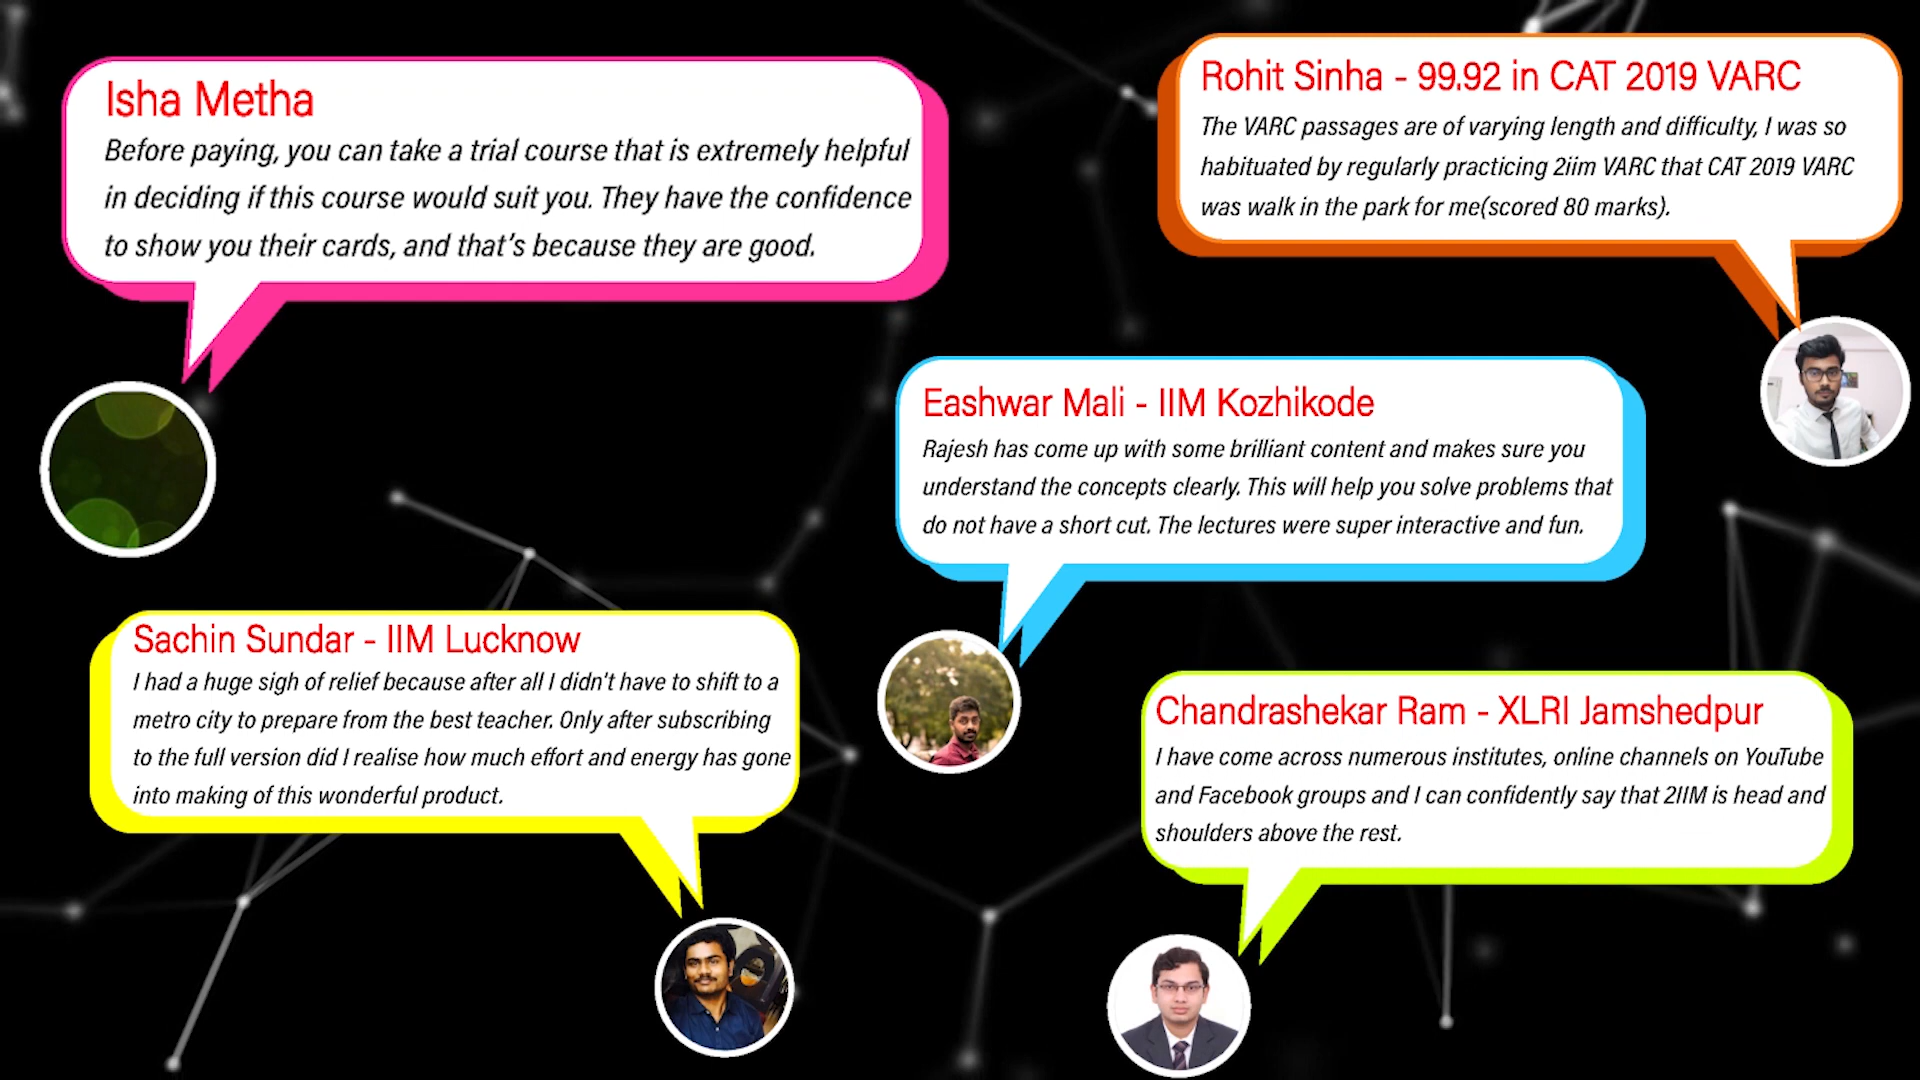 Isha Metha
Before paying, you can take a trial course that is extremely helpful
in deciding if this course would suit you. They have the confidence
to show you their cards, and that's because they are good.
Rohit Sinha - 99.92 in CAT 2019 VARC
The VARC passages are of varying length and difficulty, I was so
habituated by regularly practicing 2iim VARC that CAT 2019 VARC
was walk in the park for me(scored 80 marks).
Eashwar Mali - IIM Kozhikode
Rajesh has come up with some brilliant content and makes sure you
understand the concepts clearly. This will help you solve problems that
do not have a short cut. The lectures were super interactive and fun.
Sachin Sundar - IIM Lucknow
I had a huge sigh of relief because after all I didn't have to shift to a
metro city to prepare from the best teacher. Only after subscribing
to the full version did I realise how much effort and energy has gone
into making of this wonderful product.
Chandrashekar Ram - XLRI Jamshedpur
I have come across numerous institutes, online channels on YouTube
and Facebook groups and I can confidently say that 2IIM is head and
shoulders above the rest.